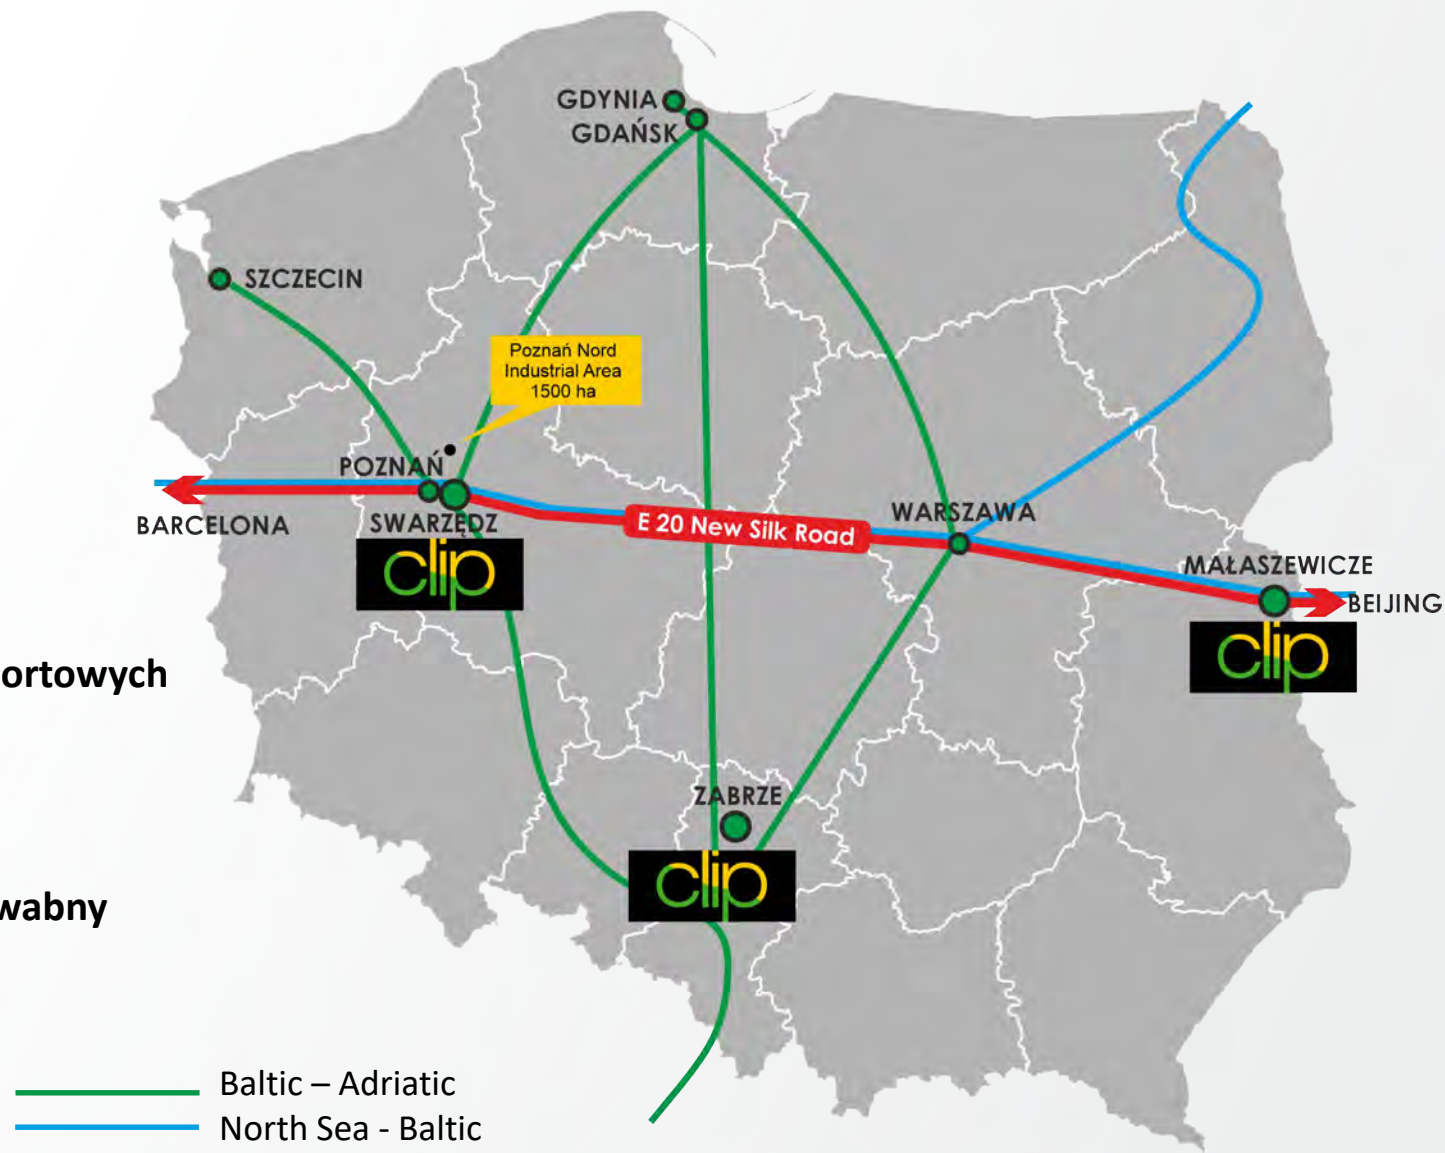 GDYNIA
GDAŃSK
SZCZECIN
Poznań Nord
Industrial Area
1500 ha
POZNAŃ
BARCELONA
SWARZĘDZ
clip
E 20 New Silk Road
WARSZAWA
MAŁASZEWICZE
BEIJING
clip
ortowych
ZABRZE
clip
wabny
Baltic – Adriatic
North Sea - Baltic